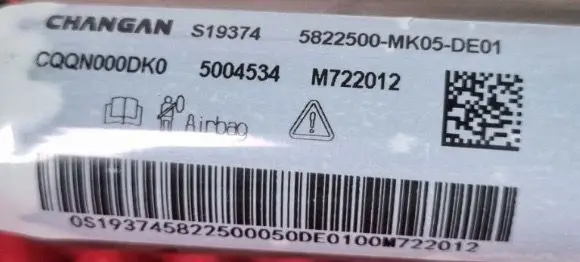 CHANGAN S19374 5822500-MK05-DE01
CQQN000DK0 5004534 M722012
Airbag
0S193745822500050DE0100M722012